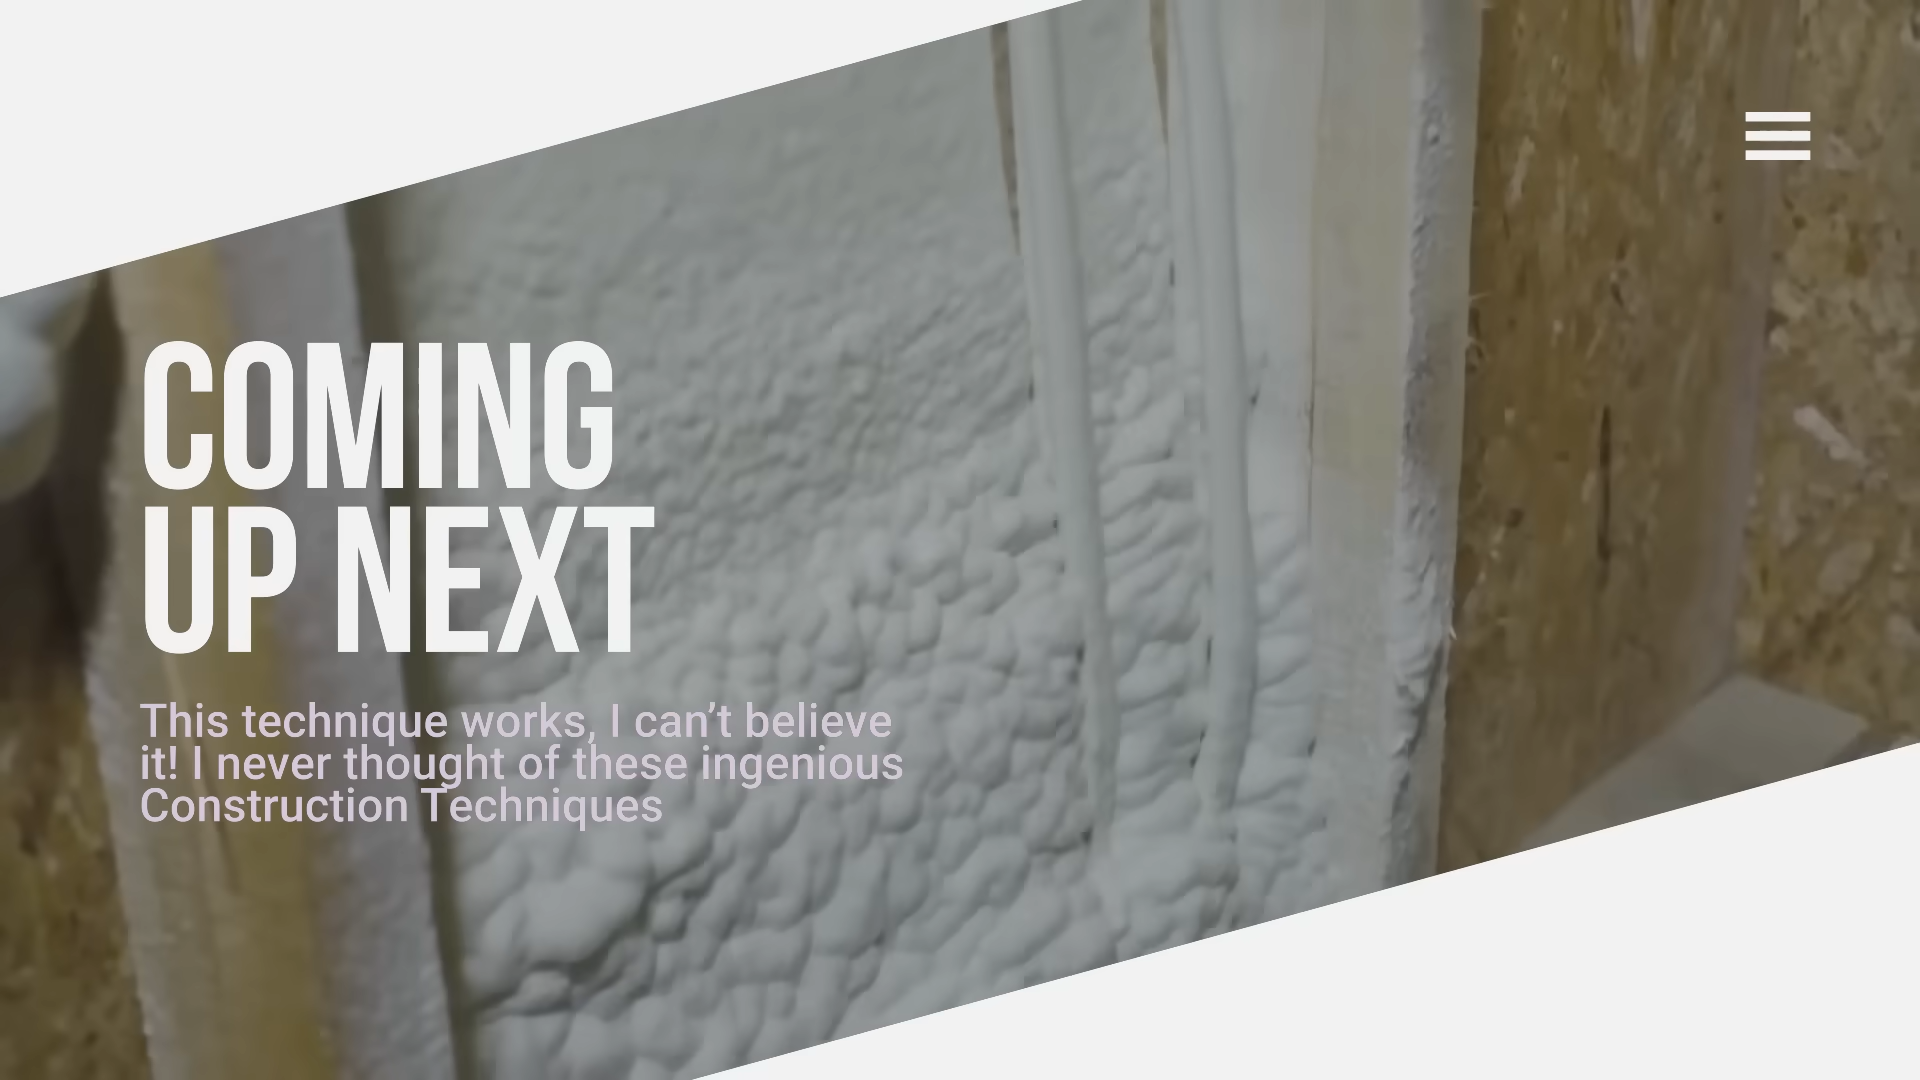 COMING
UP NEXT
This technique works, I can’t believe
it! I never thought of these ingenious
Construction Techniques